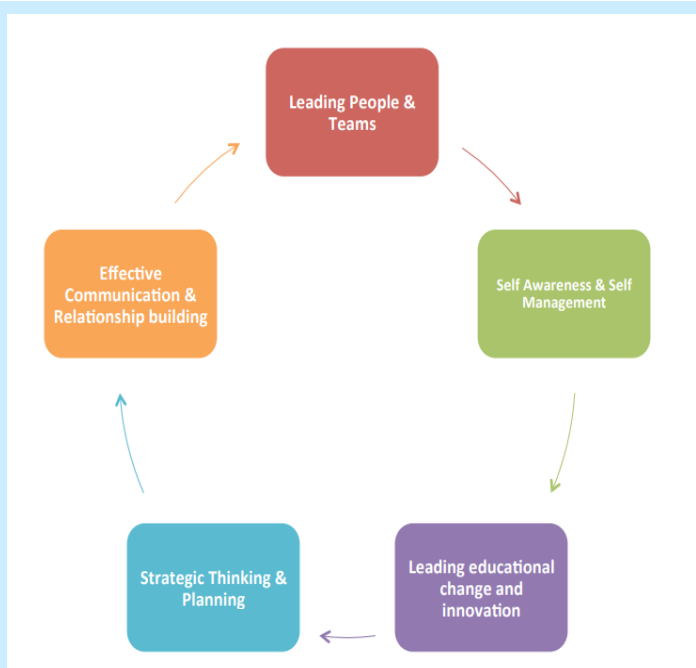 Leading People &
Teams
Self Awareness & Self
Management
Leading educational
change and
innovation
Strategic Thinking &
Planning
Effective
Communication &
Relationship building